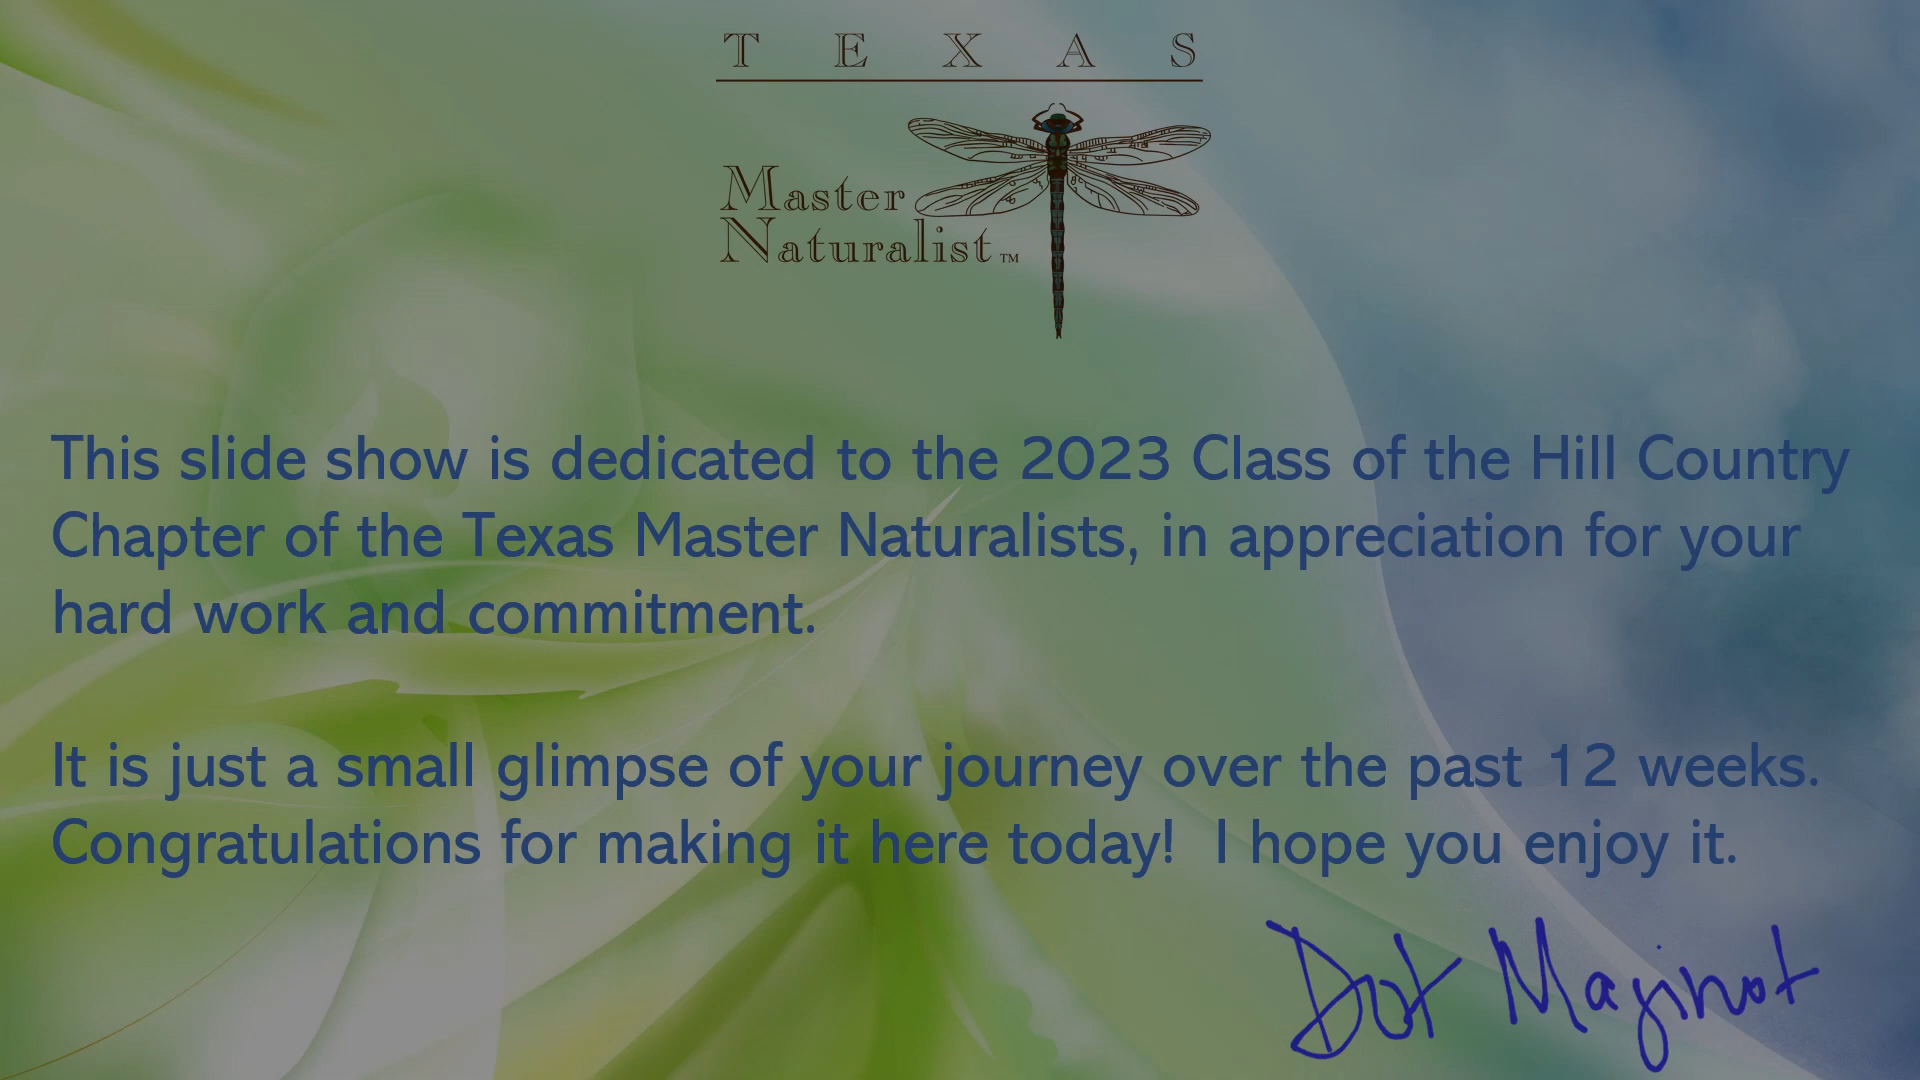 TEXAS
Master
Naturalist™
This slide show is dedicated to the 2023 Class of the Hill Country
Chapter of the Texas Master Naturalists, in appreciation for your
hard work and commitment.
It is just a small glimpse of your journey over the past 12 weeks.
Congratulations for making it here today! I hope you enjoy it.
Dot Maginot